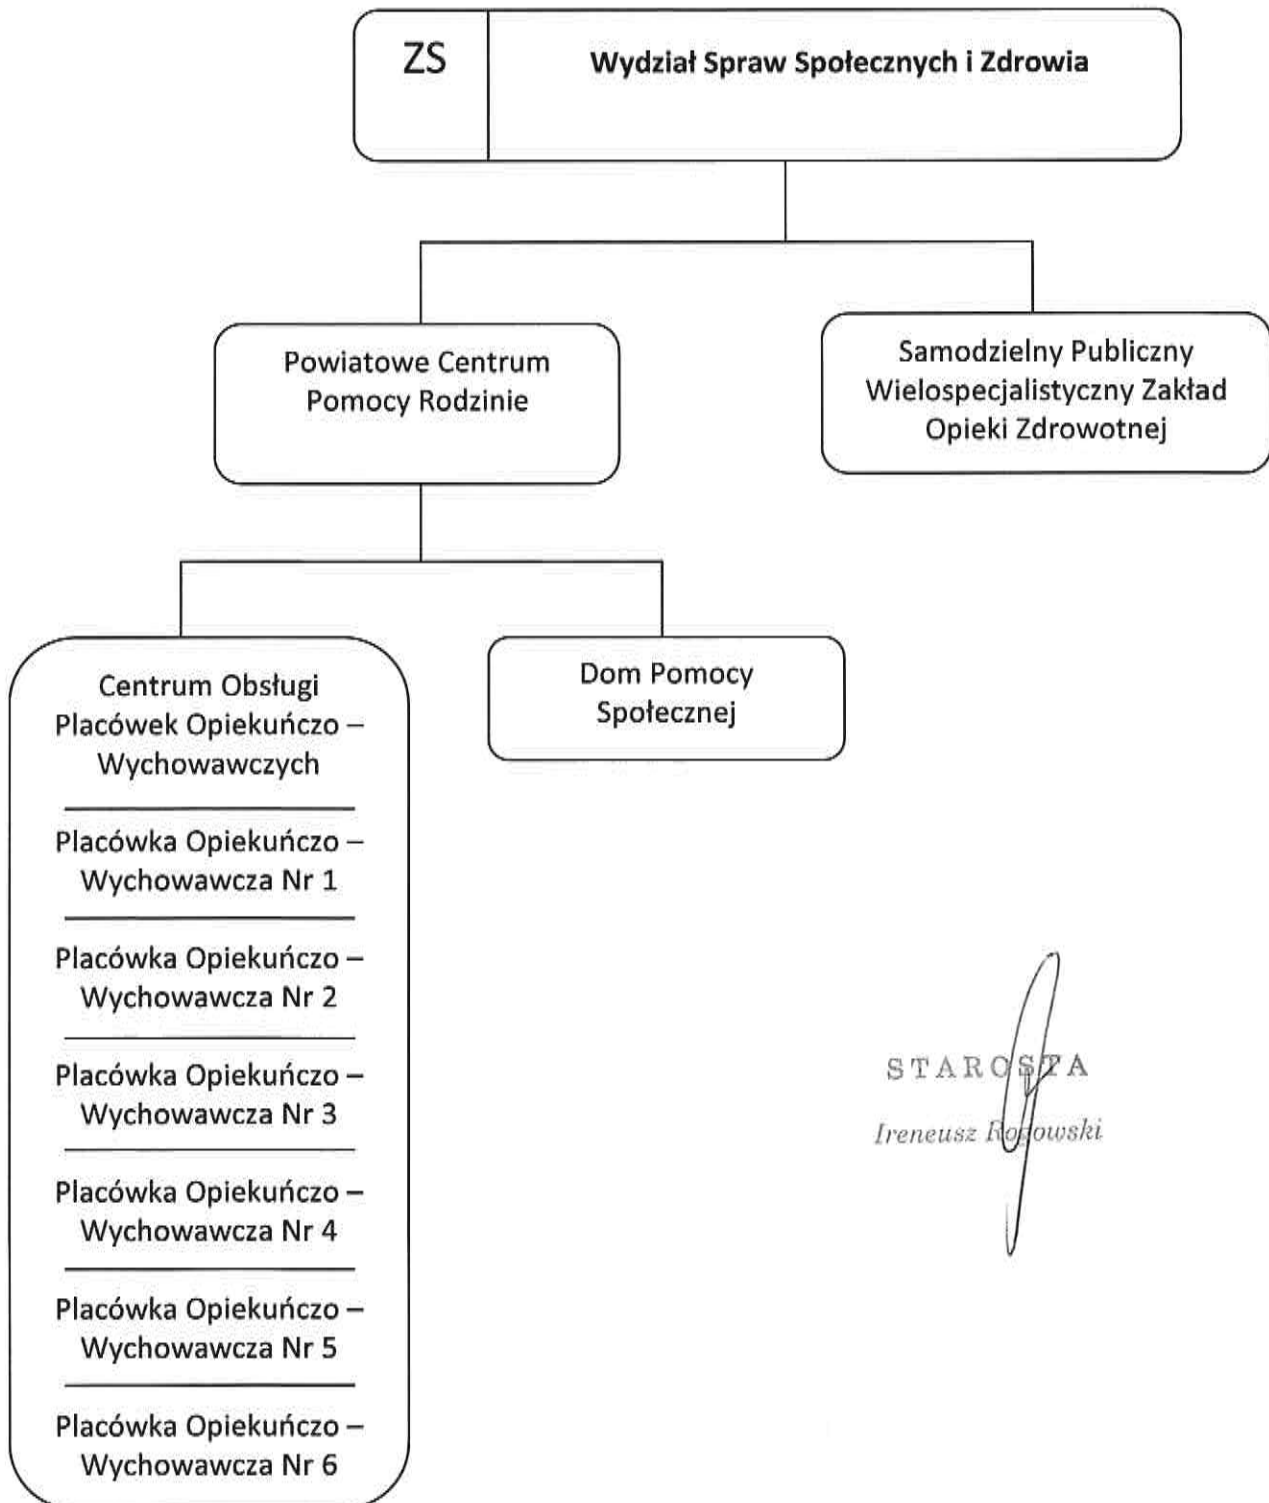 ZS
Wydział Spraw Społecznych i Zdrowia
Powiatowe Centrum
Pomocy Rodzinie
Samodzielny Publiczny
Wielospecjalistyczny Zakład
Opieki Zdrowotnej
Centrum Obsługi
Placówek Opiekuńczo –
Wychowawczych
Placówka Opiekuńczo –
Wychowawcza Nr 1
Placówka Opiekuńczo –
Wychowawcza Nr 2
Placówka Opiekuńczo –
Wychowawcza Nr 3
Placówka Opiekuńczo –
Wychowawcza Nr 4
Placówka Opiekuńczo –
Wychowawcza Nr 5
Placówka Opiekuńczo –
Wychowawcza Nr 6
Dom Pomocy
Społecznej
STAROSTA
Ireneusz Rogowski